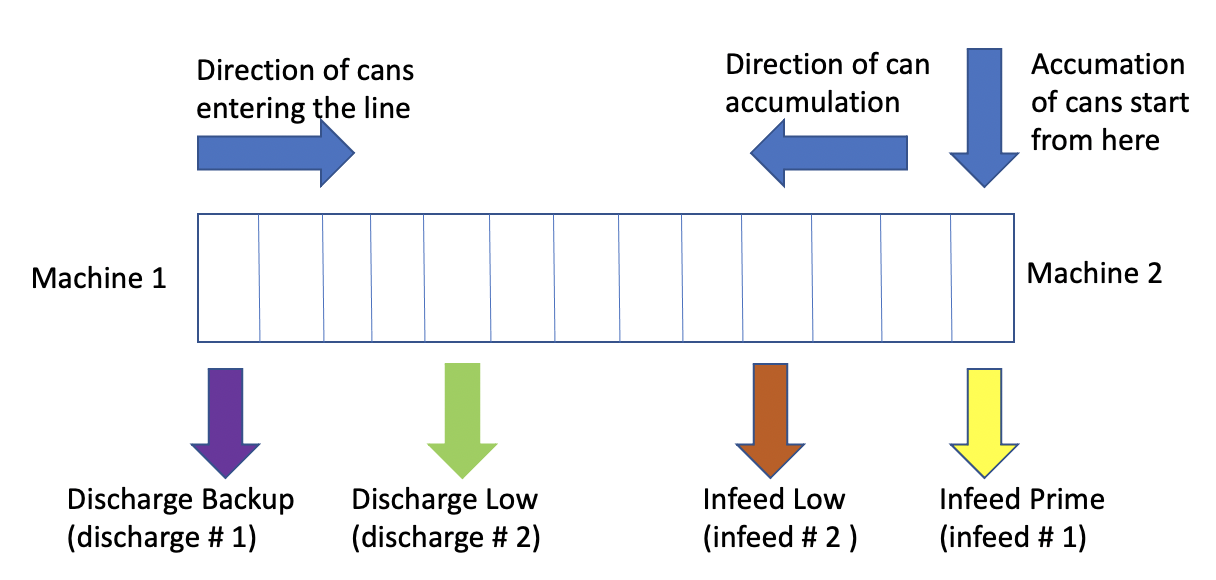 Direction of cans
entering the line
Direction of can
accumulation
Accumation
of cans start
from here
Machine 1
Machine 2
Discharge Backup
(discharge # 1)
Discharge Low
(discharge # 2)
Infeed Low
(infeed # 2 )
Infeed Prime
(infeed # 1)